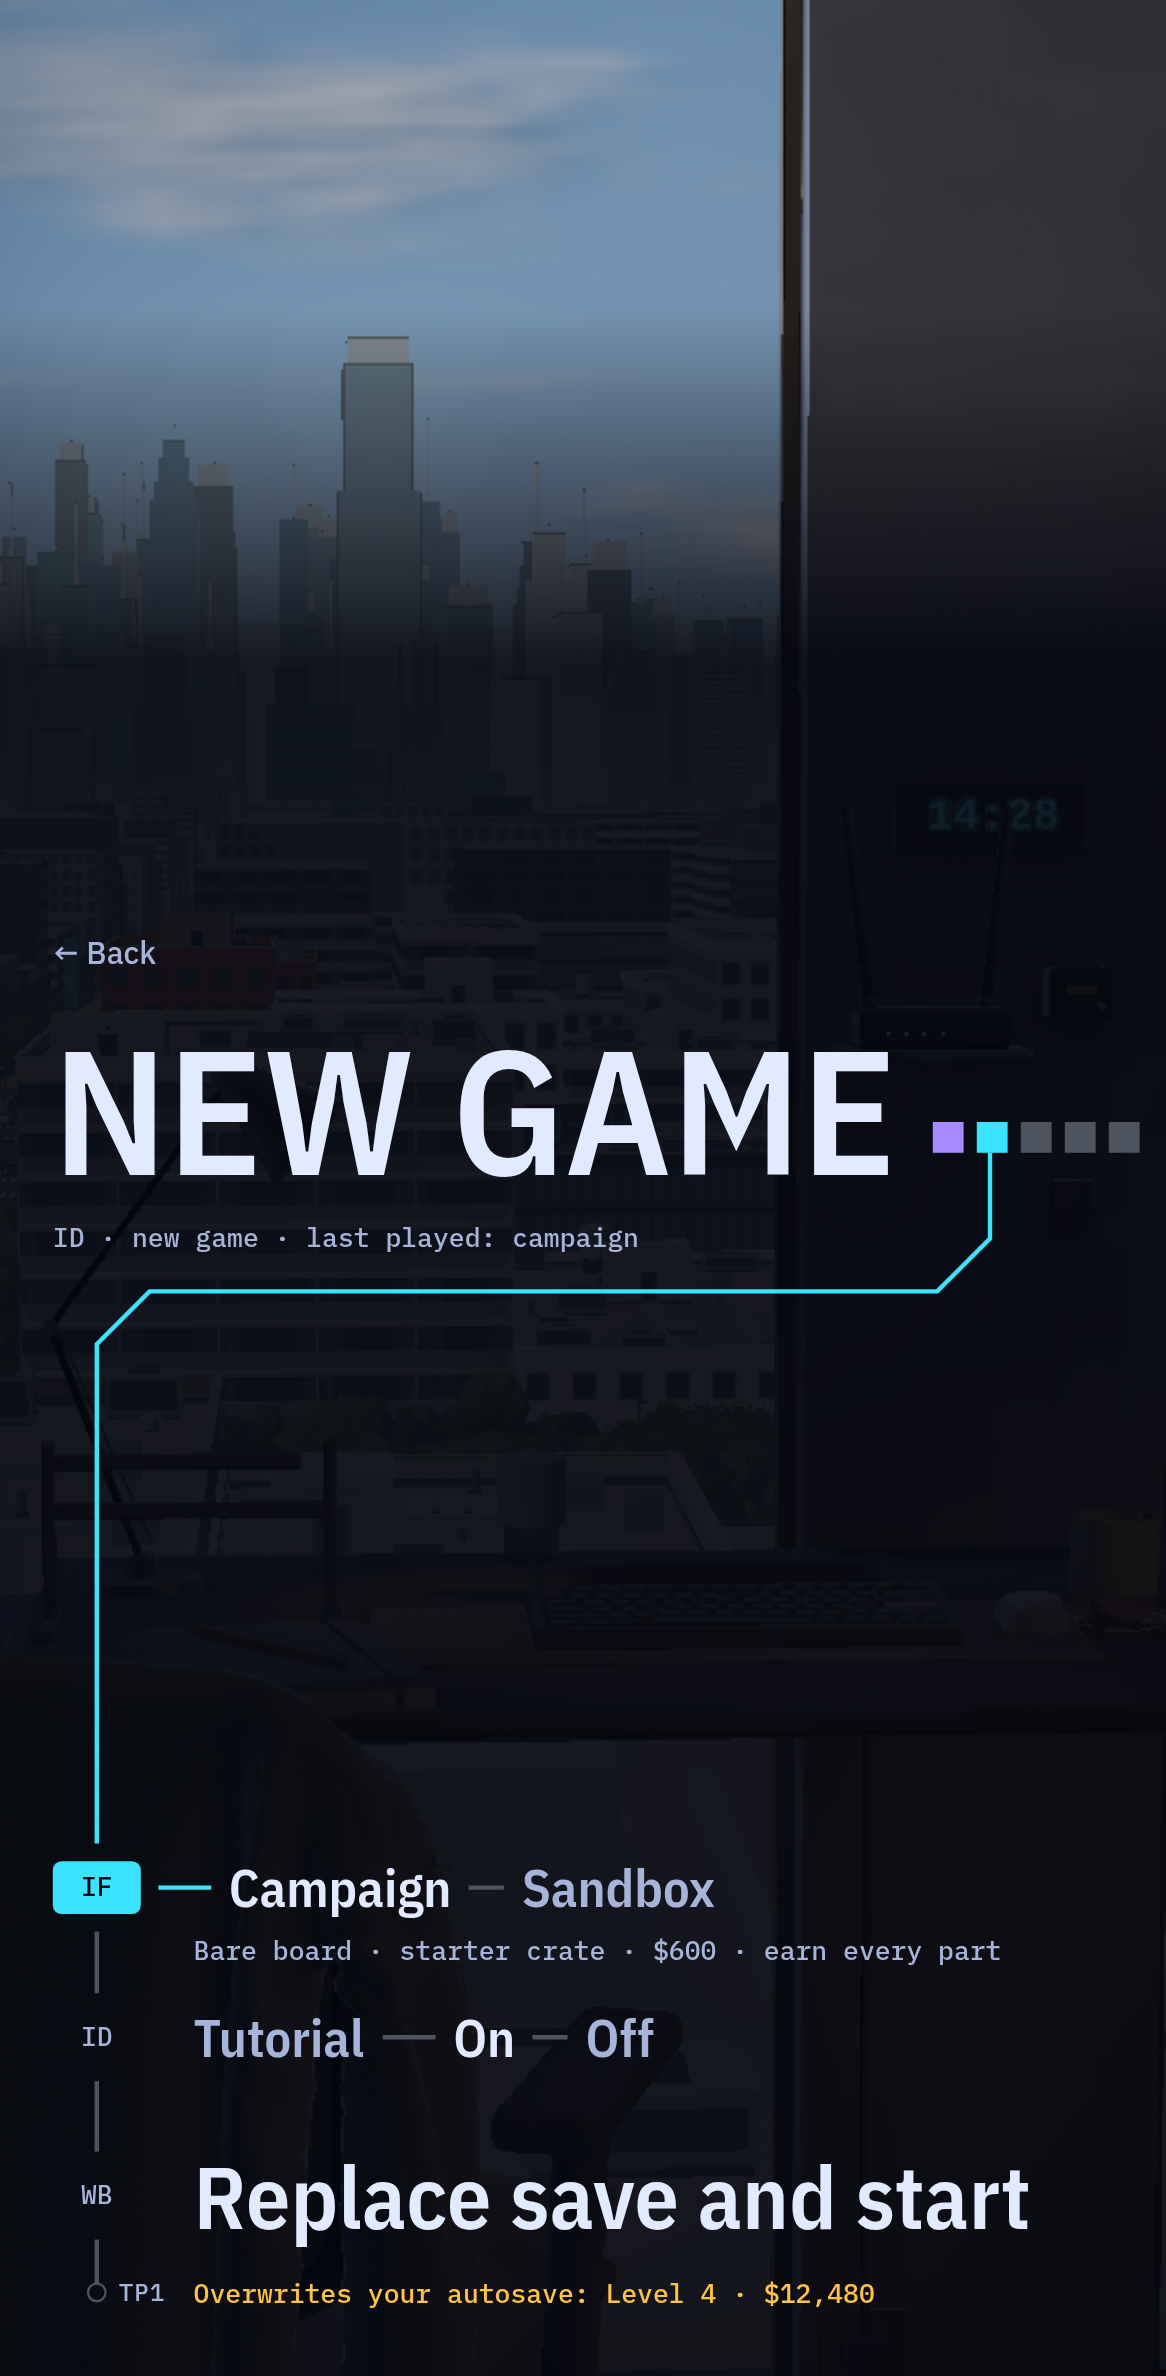 14:28
← Back
NEW GAME
ID · new game · last played: campaign
IF — Campaign — Sandbox
Bare board · starter crate · $600 · earn every part
ID Tutorial — On — Off
WB Replace save and start
TP1 Overwrites your autosave: Level 4 · $12,480